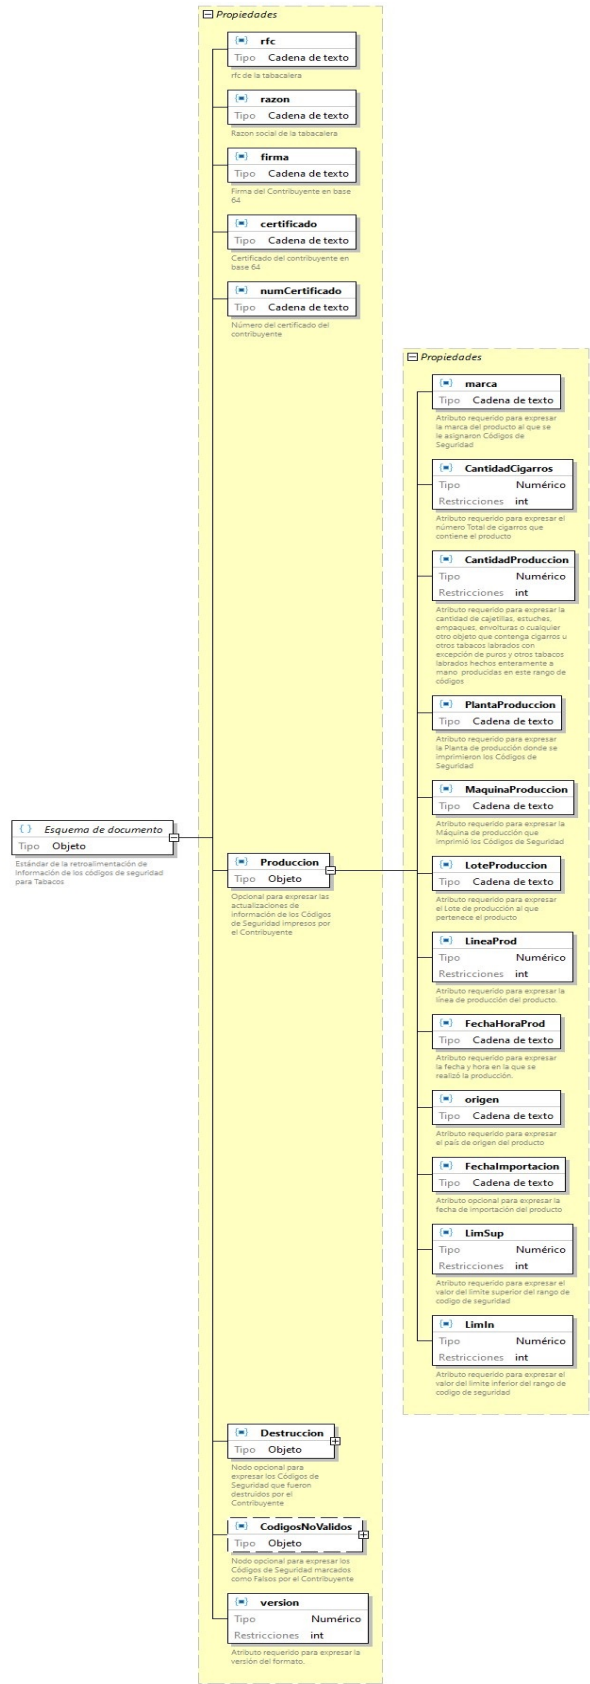 Propiedades
rfc
Tipo Cadena de texto
rfc de la tabacalera
razon
Tipo Cadena de texto
Razon social de la tabacalera
firma
Tipo Cadena de texto
Firma del Contribuyente en base
64
certificado
Tipo Cadena de texto
Certificado del contribuyente en
base 64
numCertificado
Tipo Cadena de texto
Número del certificado del
contribuyente
Esquema de documento
Tipo Objeto
Estándar de la retroalimentación de
información de los códigos de seguridad
para Tabacos
Produccion
Tipo Objeto
Opcional para expresar las
actualizaciones de
información de los Códigos
de Seguridad impresos por
el Contribuyente
Propiedades
marca
Tipo Cadena de texto
Atributo requerido para expresar
la marca del producto al que se
le asignaron Códigos de
Seguridad
CantidadCigarros
Tipo Numérico
Restricciones int
Atributo requerido para expresar el
número Total de cigarros que
contiene el producto
CantidadProduccion
Tipo Numérico
Restricciones int
Atributo requerido para expresar la
cantidad de cajetillas, estuches,
empaques, envolturas o cualquier
otro objeto que contenga cigarros u
otros tabacos labrados con
excepción de puros y otros tabacos
labrados hechos enteramente a
mano producidas en este rango de
códigos
PlantaProduccion
Tipo Cadena de texto
Atributo requerido para expresar
la Planta de producción donde se
imprimieron los Códigos de
Seguridad
MaquinaProduccion
Tipo Cadena de texto
Atributo requerido para expresar la
Máquina de producción que
imprimió los Códigos de Seguridad
LoteProduccion
Tipo Cadena de texto
Atributo requerido para expresar
el Lote de producción al que
pertenece el producto
LineaProd
Tipo Numérico
Restricciones int
Atributo requerido para expresar la
línea de producción del producto.
FechaHoraProd
Tipo Cadena de texto
Atributo requerido para expresar
la fecha y hora en la que se
realizó la producción.
origen
Tipo Cadena de texto
Atributo requerido para expresar
el país de origen del producto
FechaImportacion
Tipo Cadena de texto
Atributo opcional para expresar la
fecha de importación del producto
LimSup
Tipo Numérico
Restricciones int
Atributo requerido para expresar el
valor del limite superior del rango de
codigo de seguridad
LimIn
Tipo Numérico
Restricciones int
Atributo requerido para expresar el
valor del limite inferior del rango de
codigo de seguridad
Destruccion
Tipo Objeto
Nodo opcional para
expresar los Códigos de
Seguridad que fueron
destruidos por el
Contribuyente
CodigosNoValidos
Tipo Objeto
Nodo opcional para expresar los
Códigos de Seguridad marcados
como Falsos por el Contribuyente
version
Tipo Numérico
Restricciones int
Atributo requerido para expresar la
versión del formato.